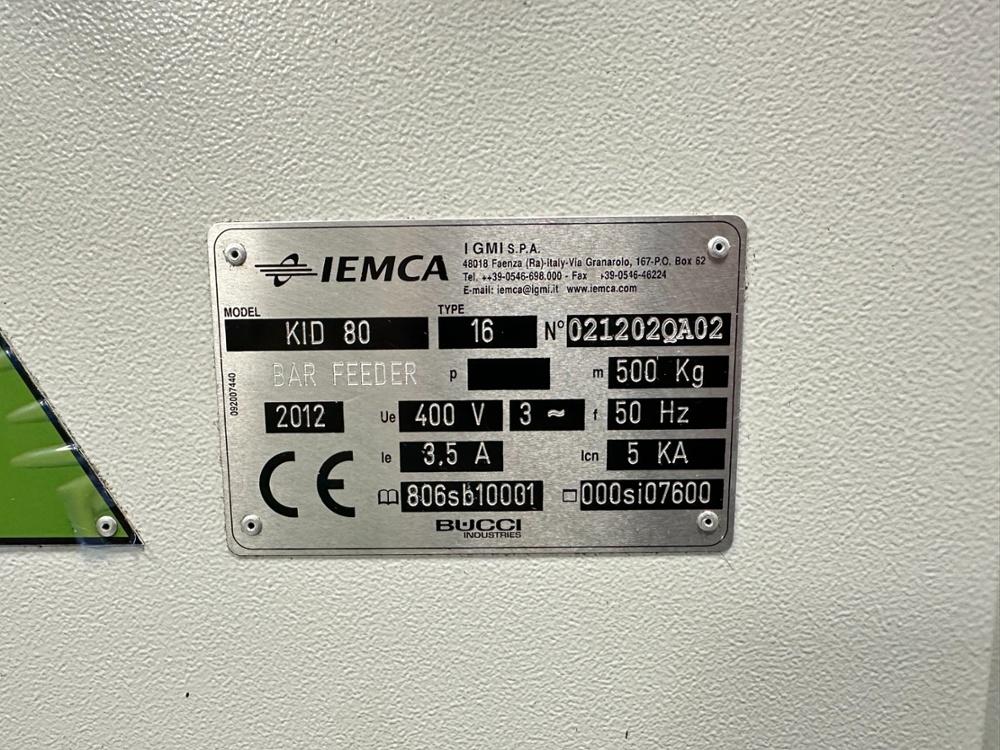 IEMCA
I GMI S.P.A.
48018 Faenza (Ra)-Italy-Via Granarolo, 167-P.O. Box 62
Tel. ++39-0546-698.000 - Fax +39-0546-46224
E-mail: iemca@igmi.it www.iemca.com
MODEL TYPE
KID 80 16 N° 021202QA02
BAR FEEDER p m 500 Kg
092007440
2012 Ue 400 V 3 ≈ f 50 Hz
CE Ie 3,5 A Icn 5 KA
806sb10001 000si07600
BUCCI
INDUSTRIES